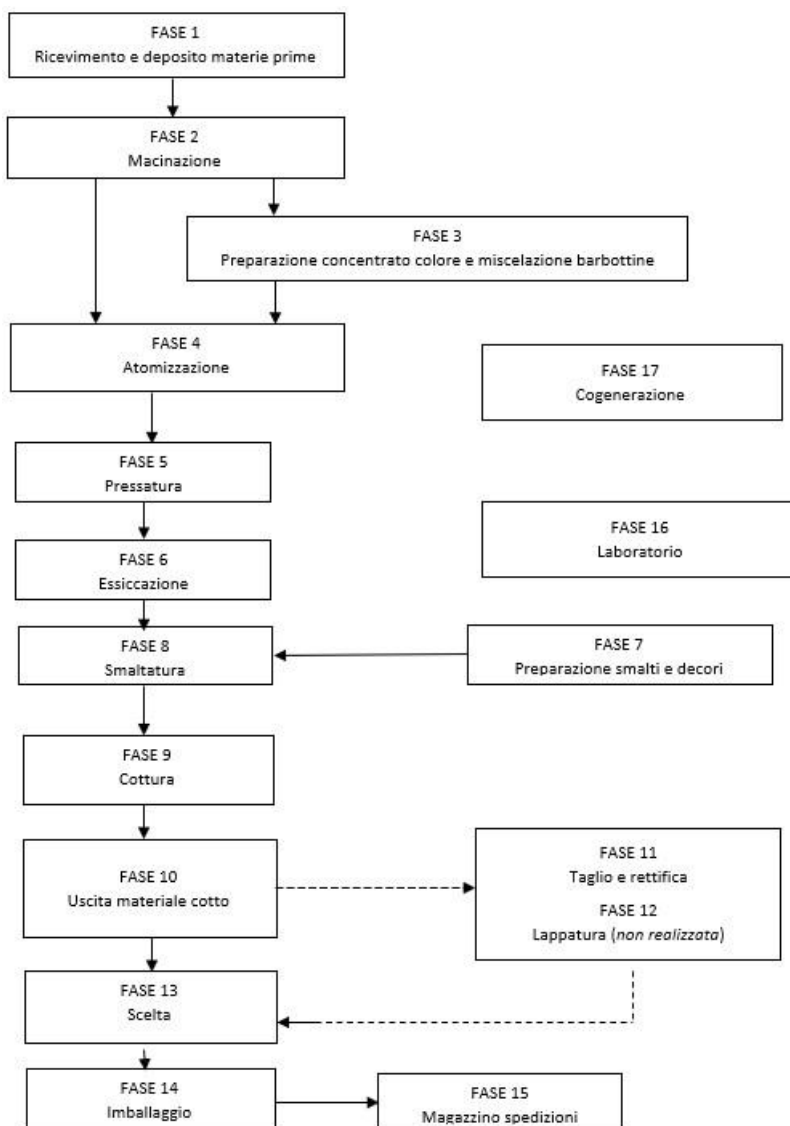 FASE 1
Ricevimento e deposito materie prime
FASE 2
Macinazione
FASE 3
Preparazione concentrato colore e miscelazione barbottine
FASE 4
Atomizzazione
FASE 17
Cogenerazione
FASE 5
Pressatura
FASE 16
Laboratorio
FASE 6
Essiccazione
FASE 8
Smaltatura
FASE 7
Preparazione smalti e decori
FASE 9
Cottura
FASE 10
Uscita materiale cotto
FASE 11
Taglio e rettifica
FASE 12
Lappatura (non realizzata)
FASE 13
Scelta
FASE 14
Imballaggio
FASE 15
Magazzino spedizioni